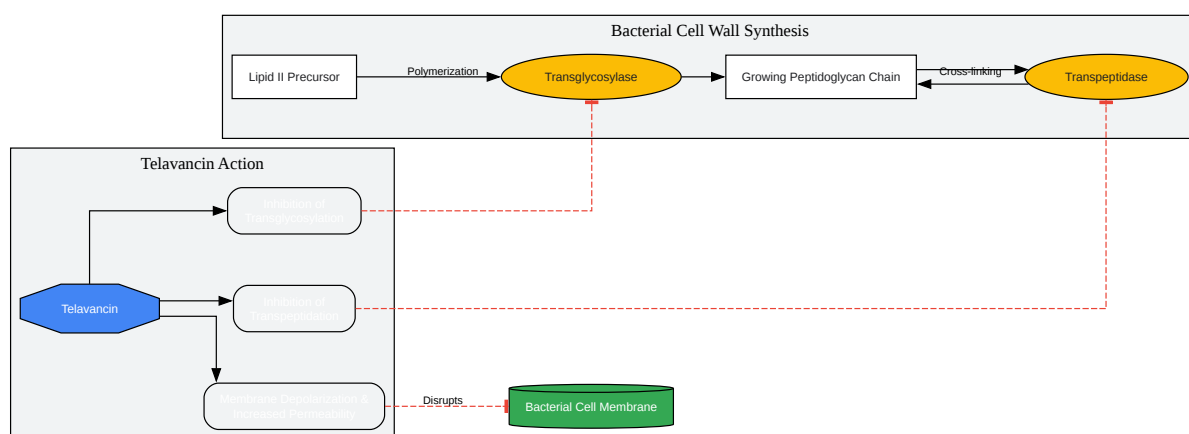 Bacterial Cell Wall Synthesis
Lipid II Precursor
Polymerization
Transglycosylase
Growing Peptidoglycan Chain
Cross-linking
Transpeptidase
Telavancin Action
Inhibition of
Transglycosylation
Telavancin
Inhibition of
Transpeptidation
Membrane Depolarization &
Increased Permeability
Disrupts
Bacterial Cell Membrane